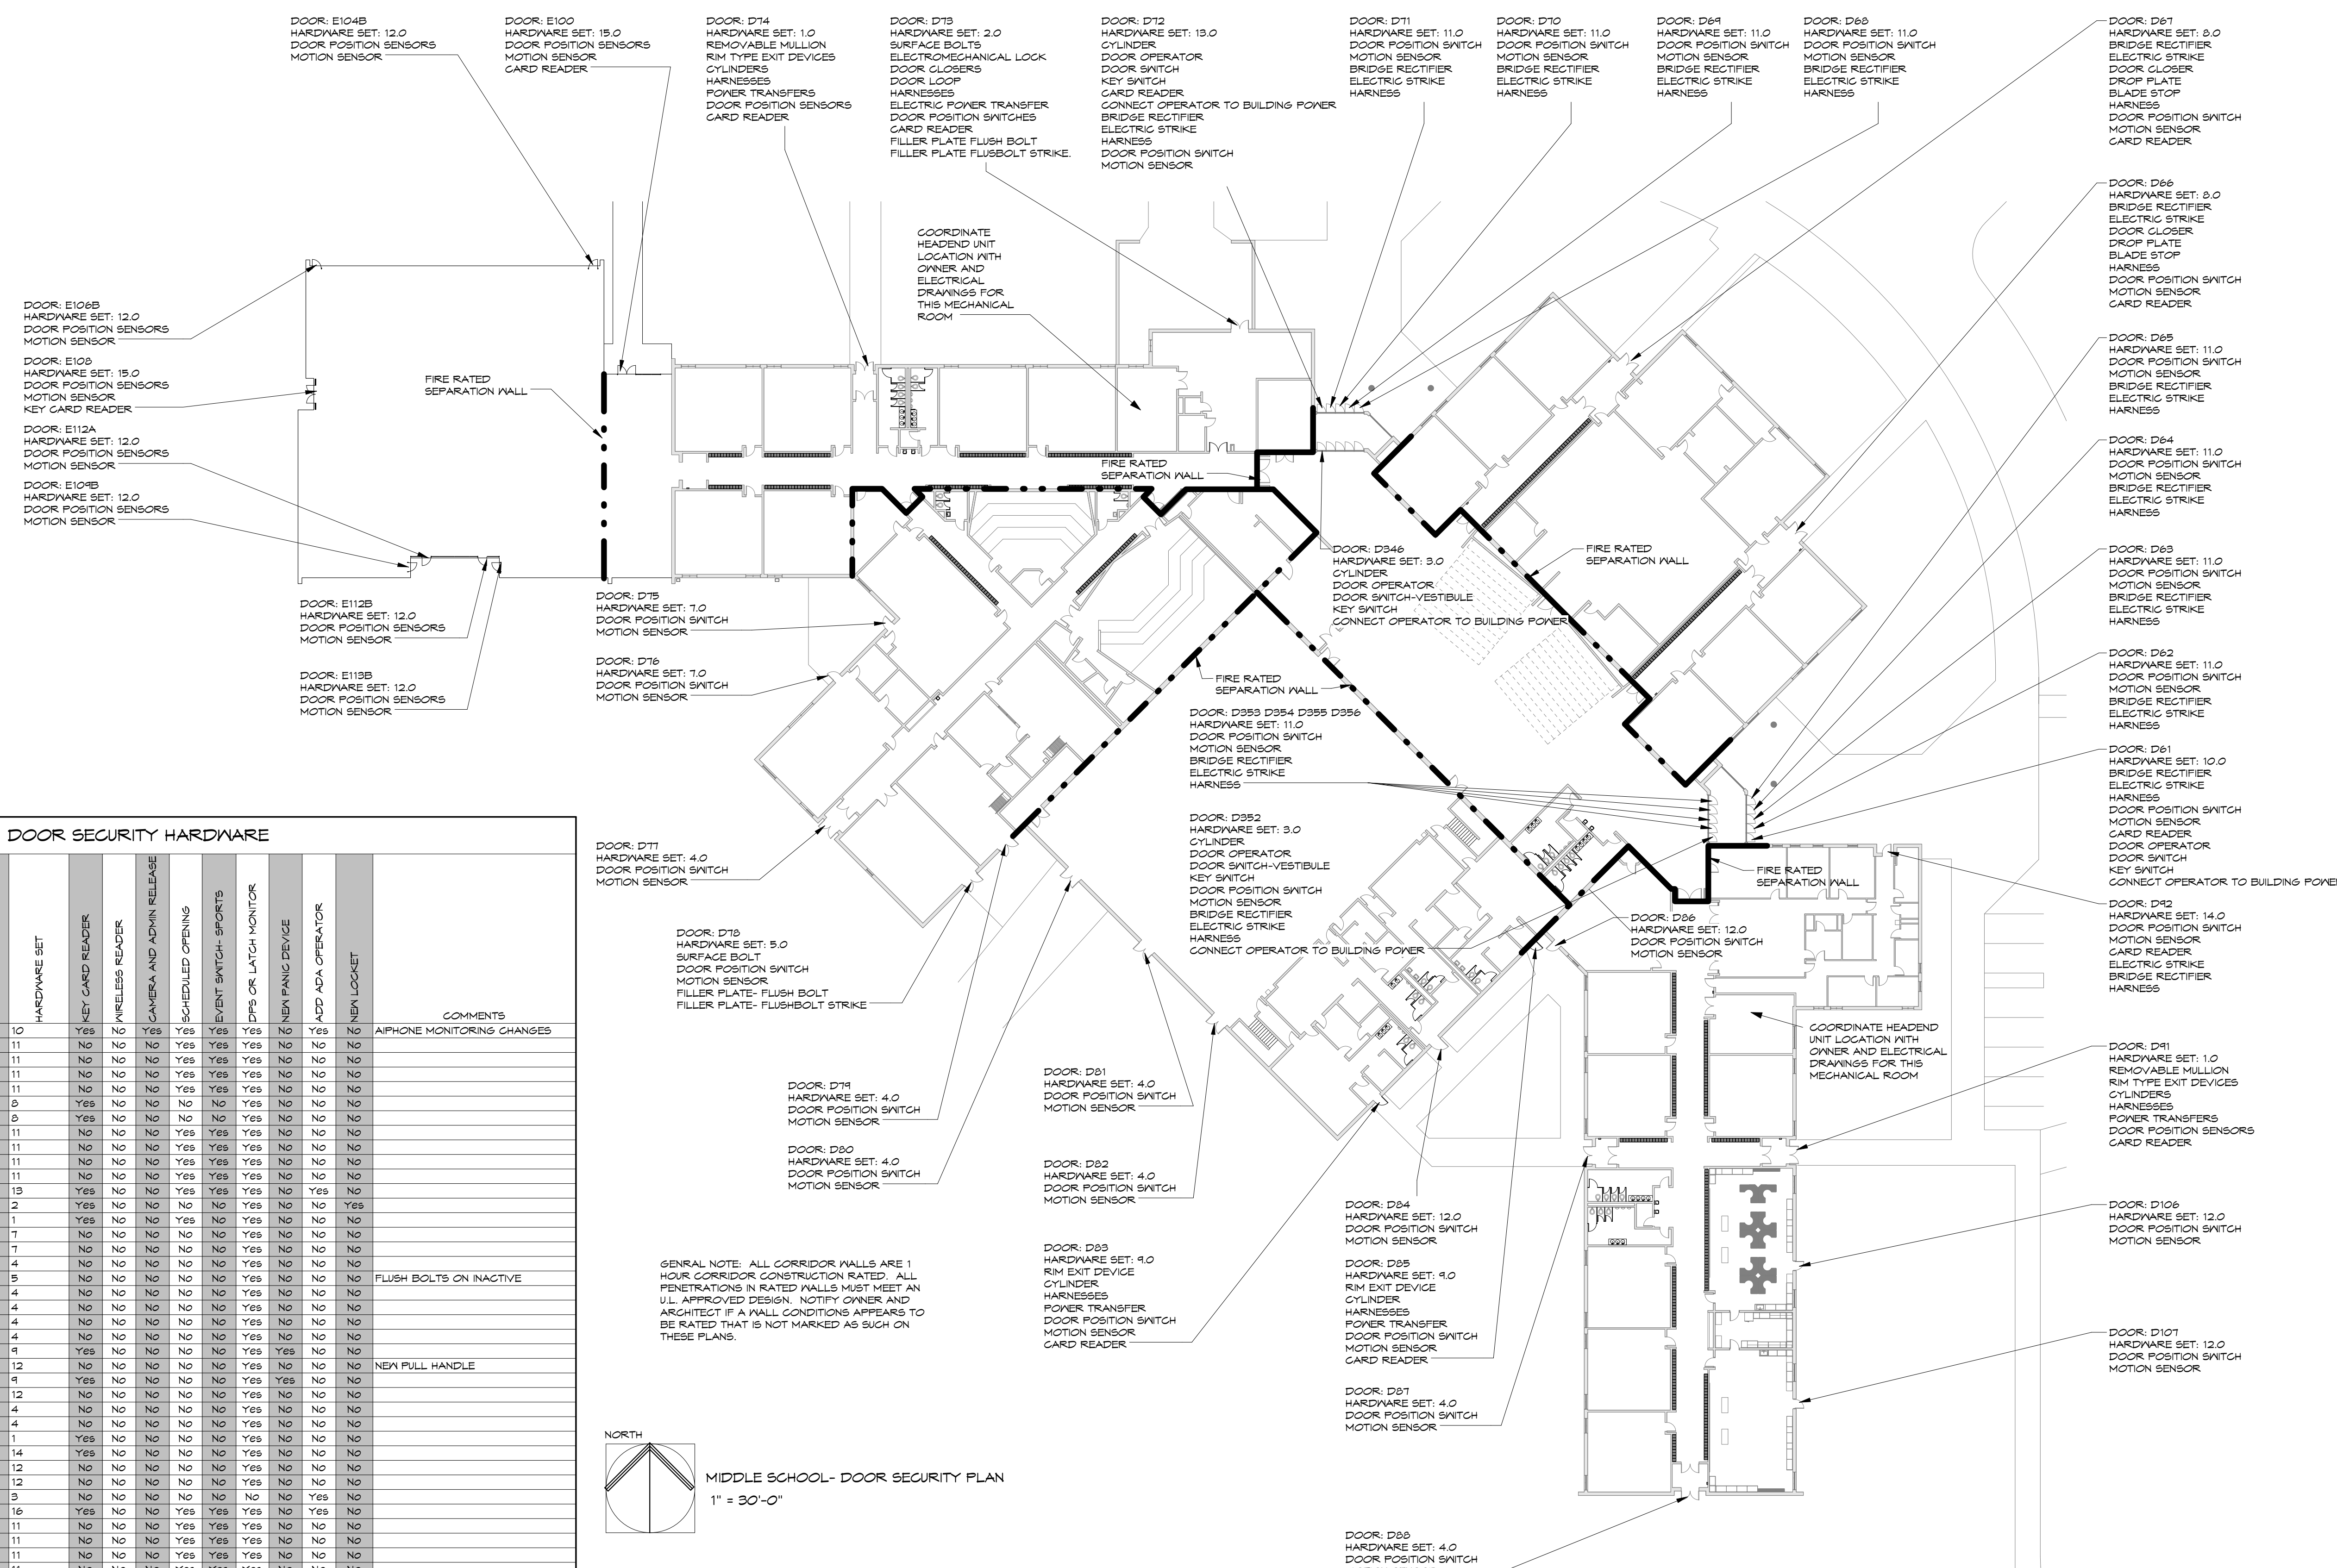 DOOR: E104B
HARDWARE SET: 12.0
DOOR POSITION SENSORS
MOTION SENSOR
DOOR: E100
HARDWARE SET: 15.0
DOOR POSITION SENSORS
MOTION SENSOR
CARD READER
DOOR: D74
HARDWARE SET: 1.0
REMOVABLE MULLION
RIM TYPE EXIT DEVICES
CYLINDERS
HARNESSES
POWER TRANSFERS
DOOR POSITION SENSORS
CARD READER
DOOR: D73
HARDWARE SET: 2.0
SURFACE BOLTS
ELECTROMECHANICAL LOCK
DOOR CLOSERS
DOOR LOOP
HARNESSES
ELECTRIC POWER TRANSFER
DOOR POSITION SWITCHES
CARD READER
FILLER PLATE FLUSH BOLT
FILLER PLATE FLUSBOLT STRIKE.
DOOR: D72
HARDWARE SET: 13.0
CYLINDER
DOOR OPERATOR
DOOR SWITCH
KEY SWITCH
CARD READER
CONNECT OPERATOR TO BUILDING POWER
BRIDGE RECTIFIER
ELECTRIC STRIKE
HARNESS
DOOR POSITION SWITCH
MOTION SENSOR
DOOR: D71
HARDWARE SET: 11.0
DOOR POSITION SWITCH
MOTION SENSOR
BRIDGE RECTIFIER
ELECTRIC STRIKE
HARNESS
DOOR: D70
HARDWARE SET: 11.0
DOOR POSITION SWITCH
MOTION SENSOR
BRIDGE RECTIFIER
ELECTRIC STRIKE
HARNESS
DOOR: D69
HARDWARE SET: 11.0
DOOR POSITION SWITCH
MOTION SENSOR
BRIDGE RECTIFIER
ELECTRIC STRIKE
HARNESS
DOOR: D68
HARDWARE SET: 11.0
DOOR POSITION SWITCH
MOTION SENSOR
BRIDGE RECTIFIER
ELECTRIC STRIKE
HARNESS
DOOR: D67
HARDWARE SET: 8.0
BRIDGE RECTIFIER
ELECTRIC STRIKE
DOOR CLOSER
DROP PLATE
BLADE STOP
HARNESS
DOOR POSITION SWITCH
MOTION SENSOR
CARD READER
DOOR: D66
HARDWARE SET: 8.0
BRIDGE RECTIFIER
ELECTRIC STRIKE
DOOR CLOSER
DROP PLATE
BLADE STOP
HARNESS
DOOR POSITION SWITCH
MOTION SENSOR
CARD READER
DOOR: D65
HARDWARE SET: 11.0
DOOR POSITION SWITCH
MOTION SENSOR
BRIDGE RECTIFIER
ELECTRIC STRIKE
HARNESS
DOOR: D64
HARDWARE SET: 11.0
DOOR POSITION SWITCH
MOTION SENSOR
BRIDGE RECTIFIER
ELECTRIC STRIKE
HARNESS
DOOR: D63
HARDWARE SET: 11.0
DOOR POSITION SWITCH
MOTION SENSOR
BRIDGE RECTIFIER
ELECTRIC STRIKE
HARNESS
DOOR: D62
HARDWARE SET: 11.0
DOOR POSITION SWITCH
MOTION SENSOR
BRIDGE RECTIFIER
ELECTRIC STRIKE
HARNESS
DOOR: D61
HARDWARE SET: 10.0
BRIDGE RECTIFIER
ELECTRIC STRIKE
HARNESS
DOOR POSITION SWITCH
MOTION SENSOR
CARD READER
DOOR OPERATOR
DOOR SWITCH
KEY SWITCH
CONNECT OPERATOR TO BUILDING
DOOR: D92
HARDWARE SET: 14.0
DOOR POSITION SWITCH
MOTION SENSOR
CARD READER
ELECTRIC STRIKE
BRIDGE RECTIFIER
HARNESS
DOOR: D91
HARDWARE SET: 1.0
REMOVABLE MULLION
RIM TYPE EXIT DEVICES
CYLINDERS
HARNESSES
POWER TRANSFERS
DOOR POSITION SENSORS
CARD READER
DOOR: D106
HARDWARE SET: 12.0
DOOR POSITION SWITCH
MOTION SENSOR
DOOR: D107
HARDWARE SET: 12.0
DOOR POSITION SWITCH
MOTION SENSOR
COORDINATE
HEADEND UNIT
LOCATION WITH
OWNER AND
ELECTRICAL
DRAWINGS FOR
THIS MECHANICAL
ROOM
DOOR: E106B
HARDWARE SET: 12.0
DOOR POSITION SENSORS
MOTION SENSOR
DOOR: E108
HARDWARE SET: 15.0
DOOR POSITION SENSORS
MOTION SENSOR
KEY CARD READER
DOOR: E112A
HARDWARE SET: 12.0
DOOR POSITION SENSORS
MOTION SENSOR
DOOR: E109B
HARDWARE SET: 12.0
DOOR POSITION SENSORS
MOTION SENSOR
FIRE RATED
SEPARATION WALL
DOOR: E112B
HARDWARE SET: 12.0
DOOR POSITION SENSORS
MOTION SENSOR
DOOR: E113B
HARDWARE SET: 12.0
DOOR POSITION SENSORS
MOTION SENSOR
FIRE RATED
SEPARATION WALL
DOOR: D346
HARDWARE SET: 3.0
CYLINDER
DOOR OPERATOR
DOOR SWITCH-VESTIBULE
KEY SWITCH
CONNECT OPERATOR TO BUILDING POWER
FIRE RATED
SEPARATION WALL
DOOR: D75
HARDWARE SET: 7.0
DOOR POSITION SWITCH
MOTION SENSOR
DOOR: D76
HARDWARE SET: 7.0
DOOR POSITION SWITCH
MOTION SENSOR
FIRE RATED
SEPARATION WALL
DOOR: D353 D354 D355 D356
HARDWARE SET: 11.0
DOOR POSITION SWITCH
MOTION SENSOR
BRIDGE RECTIFIER
ELECTRIC STRIKE
HARNESS
DOOR: D352
HARDWARE SET: 3.0
CYLINDER
DOOR OPERATOR
DOOR SWITCH-VESTIBULE
KEY SWITCH
DOOR POSITION SWITCH
MOTION SENSOR
BRIDGE RECTIFIER
ELECTRIC STRIKE
HARNESS
CONNECT OPERATOR TO BUILDING POWER
FIRE RATED
SEPARATION WALL
DOOR: D86
HARDWARE SET: 12.0
DOOR POSITION SWITCH
MOTION SENSOR
COORDINATE HEADEND
UNIT LOCATION WITH
OWNER AND ELECTRICAL
DRAWINGS FOR THIS
MECHANICAL ROOM
DOOR: D77
HARDWARE SET: 4.0
DOOR POSITION SWITCH
MOTION SENSOR
DOOR: D78
HARDWARE SET: 5.0
SURFACE BOLT
DOOR POSITION SWITCH
MOTION SENSOR
FILLER PLATE- FLUSH BOLT
FILLER PLATE- FLUSHBOLT STRIKE
DOOR: D79
HARDWARE SET: 4.0
DOOR POSITION SWITCH
MOTION SENSOR
DOOR: D80
HARDWARE SET: 4.0
DOOR POSITION SWITCH
MOTION SENSOR
DOOR: D81
HARDWARE SET: 4.0
DOOR POSITION SWITCH
MOTION SENSOR
DOOR: D82
HARDWARE SET: 4.0
DOOR POSITION SWITCH
MOTION SENSOR
DOOR: D83
HARDWARE SET: 9.0
RIM EXIT DEVICE
CYLINDER
HARNESSES
POWER TRANSFER
DOOR POSITION SWITCH
MOTION SENSOR
CARD READER
DOOR: D84
HARDWARE SET: 12.0
DOOR POSITION SWITCH
MOTION SENSOR
DOOR: D85
HARDWARE SET: 9.0
RIM EXIT DEVICE
CYLINDER
HARNESSES
POWER TRANSFER
DOOR POSITION SWITCH
MOTION SENSOR
CARD READER
DOOR: D87
HARDWARE SET: 4.0
DOOR POSITION SWITCH
MOTION SENSOR
DOOR: D88
HARDWARE SET: 4.0
DOOR POSITION SWITCH
GENRAL NOTE: ALL CORRIDOR WALLS ARE 1
HOUR CORRIDOR CONSTRUCTION RATED. ALL
PENETRATIONS IN RATED WALLS MUST MEET AN
U.L. APPROVED DESIGN. NOTIFY OWNER AND
ARCHITECT IF A WALL CONDITIONS APPEARS TO
BE RATED THAT IS NOT MARKED AS SUCH ON
THESE PLANS.
NORTH
MIDDLE SCHOOL- DOOR SECURITY PLAN
1" = 30'-0"
DOOR SECURITY HARDWARE
HARDWARE SET
KEY CARD READER
WIRELESS READER
CAMERA AND ADMIN RELEASE
SCHEDULED OPENING
EVENT SWITCH- SPORTS
DPS OR LATCH MONITOR
NEW PANIC DEVICE
ADD ADA OPERATOR
NEW LOCKET
COMMENTS
10 Yes No Yes Yes Yes Yes No Yes No AIPHONE MONITORING CHANGES
11 No No No Yes Yes Yes No No No
11 No No No Yes Yes Yes No No No
11 No No No Yes Yes Yes No No No
11 No No No Yes Yes Yes No No No
8 Yes No No No No Yes No No No
8 Yes No No No No Yes No No No
11 No No No Yes Yes Yes No No No
11 No No No Yes Yes Yes No No No
11 No No No Yes Yes Yes No No No
11 No No No Yes Yes Yes No No No
13 Yes No No Yes Yes Yes No Yes No
2 Yes No No No No Yes No No Yes
1 Yes No No Yes No Yes No No No
7 No No No No No Yes No No No
7 No No No No No Yes No No No
4 No No No No No Yes No No No
5 No No No No No Yes No No No FLUSH BOLTS ON INACTIVE
4 No No No No No Yes No No No
4 No No No No No Yes No No No
4 No No No No No Yes No No No
4 No No No No No Yes No No No
9 Yes No No No No Yes Yes No No
12 No No No No No Yes No No No NEW PULL HANDLE
9 Yes No No No No Yes Yes No No
12 No No No No No Yes No No No
4 No No No No No Yes No No No
4 No No No No No Yes No No No
1 Yes No No No No Yes No No No
14 Yes No No No No Yes No No No
12 No No No No No Yes No No No
12 No No No No No Yes No No No
3 No No No No No No No Yes No
16 Yes No No Yes Yes Yes No Yes No
11 No No No Yes Yes Yes No No No
11 No No No Yes Yes Yes No No No
11 No No No Yes Yes Yes No No No